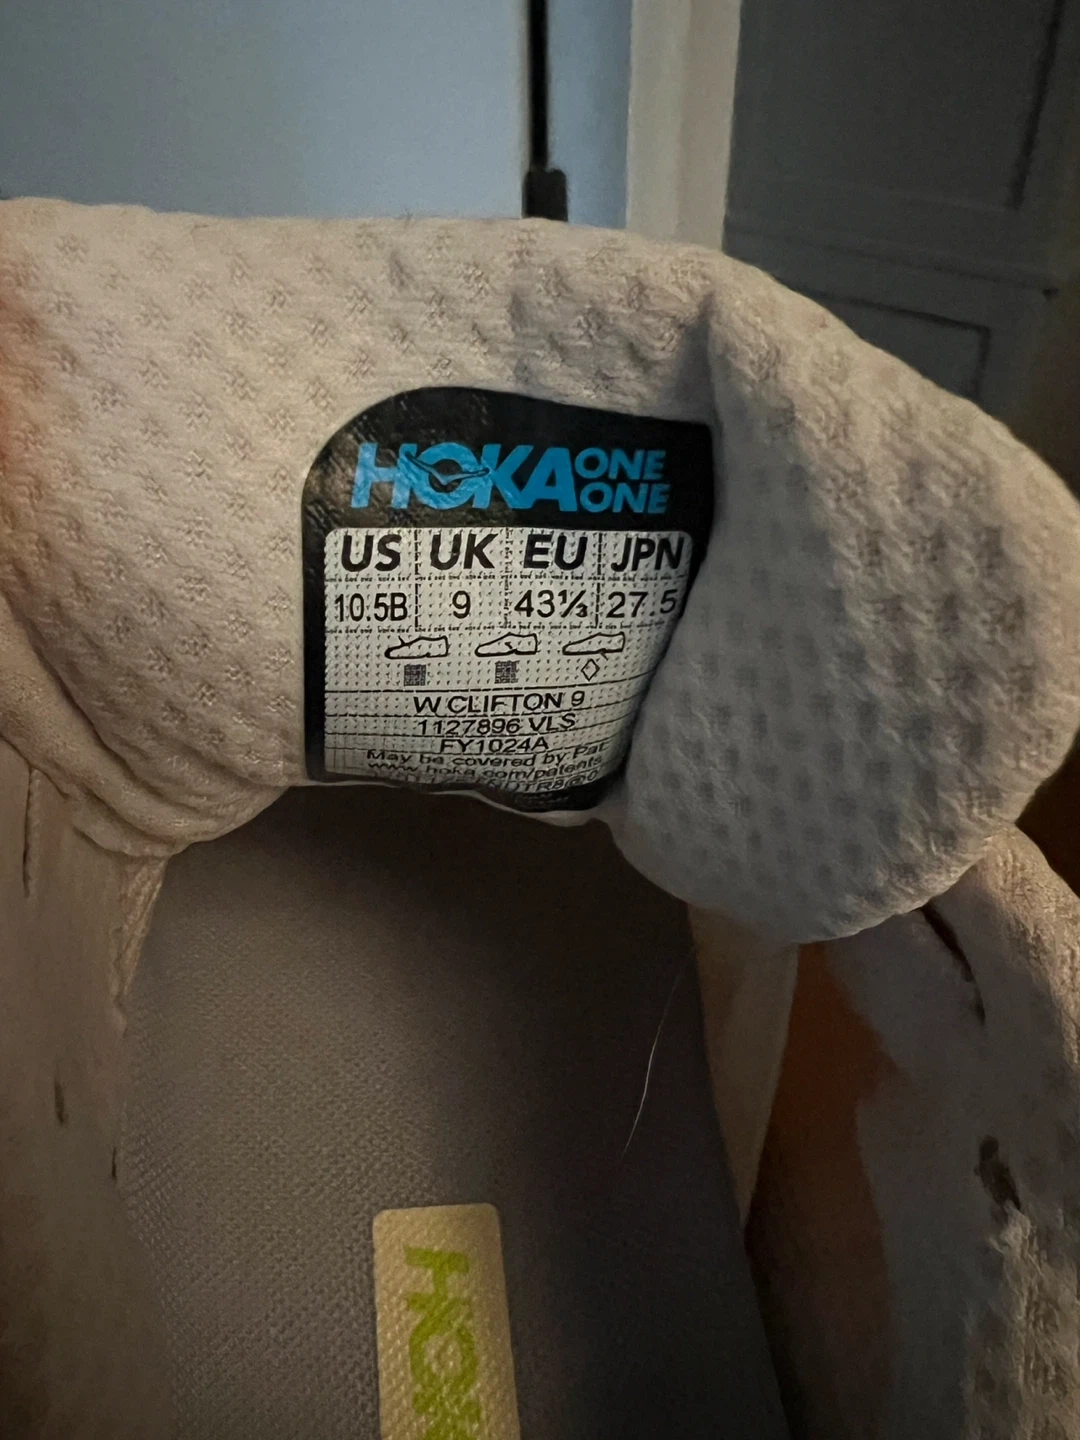 HOKA ONE ONE
US UK EU JPN
10.5B 9 43⅓ 27.5
W CLIFTON 9
1127896 VLS
FY1024A
May be covered by Pat.
www.hoka.com/patents
HOK